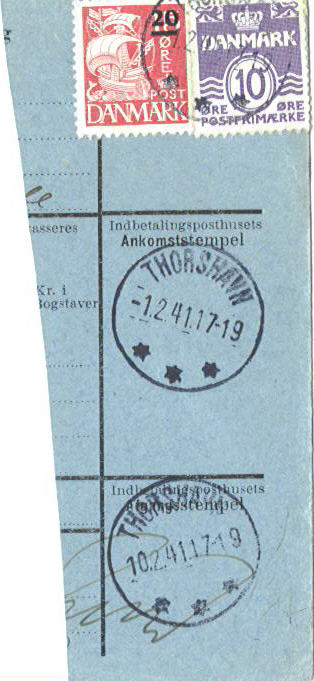 20
ØRE
POST
DANMARK
DANMARK
10
ØRE ØRE
POSTFRIMÆRKE
Indbetalingsposthusets
Ankomststempel
Kr. i
Bogstaver
THORSHAVN
-1.2.41.17-19
Indbetalingsposthusets
THORSHAVN
10.2.41.17-19